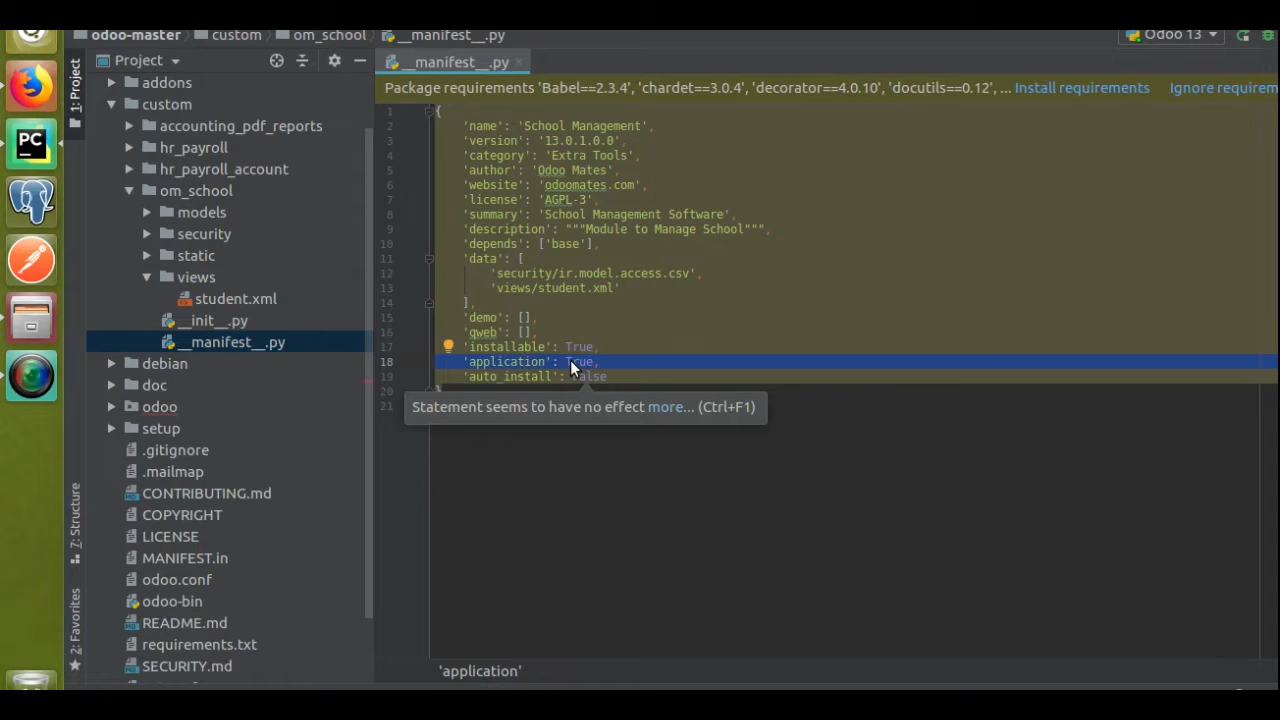 odoo-master custom om_school __manifest__.py Odoo 13
1: Project
Project
__manifest__.py
addons
custom
accounting_pdf_reports
hr_payroll
hr_payroll_account
om_school
models
security
static
views
student.xml
__init__.py
__manifest__.py
debian
doc
odoo
setup
.gitignore
.mailmap
CONTRIBUTING.md
COPYRIGHT
LICENSE
MANIFEST.in
odoo.conf
odoo-bin
README.md
requirements.txt
SECURITY.md
7: Structure
2: Favorites
PC
Package requirements 'Babel==2.3.4', 'chardet==3.0.4', 'decorator==4.0.10', 'docutils==0.12', ... Install requirements Ignore requirem
1 {
2 'name': 'School Management',
3 'version': '13.0.1.0.0',
4 'category': 'Extra Tools',
5 'author': 'Odoo Mates',
6 'website': 'odoomates.com',
7 'license': 'AGPL-3',
8 'summary': 'School Management Software',
9 'description': """Module to Manage School""",
10 'depends': ['base'],
11 'data': [
12 'security/ir.model.access.csv',
13 'views/student.xml'
14 ],
15 'demo': [],
16 'qweb': [],
17 'installable': True,
18 'application': True,
19 'auto_install': False
20 }
21
Statement seems to have no effect more... (Ctrl+F1)
'application'